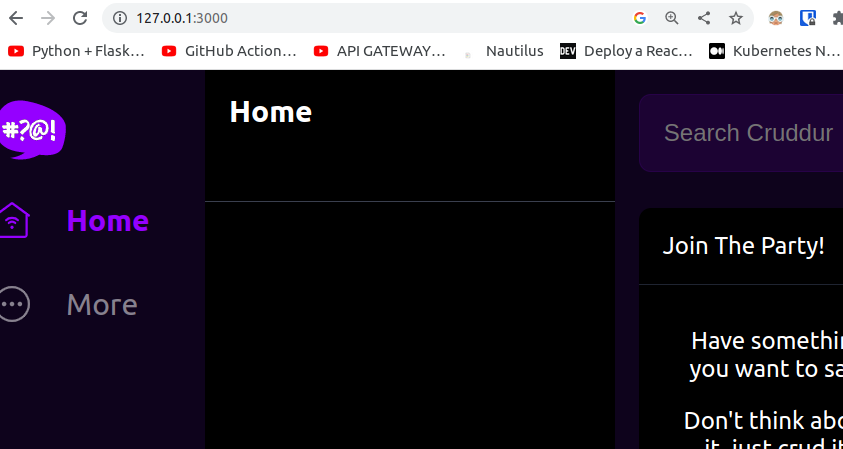 127.0.0.1:3000
Python + Flask… GitHub Action… API GATEWAY… Nautilus DEV Deploy a Reac… Kubernetes N…
#?@!
Home
More
Home
Search Cruddur
Join The Party!
Have somethin
you want to sa
Don't think abo
it, just crud it